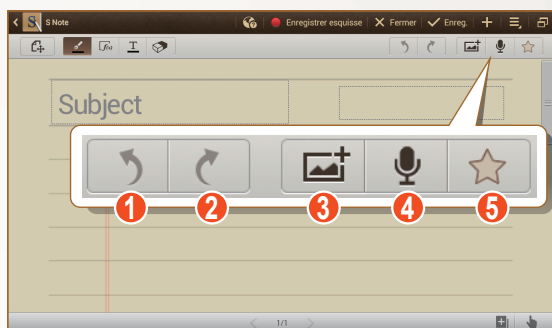 S Note Enregistrer esquisse Fermer Enreg.
f(x) T
Subject
1 2 3 4 5
1/1